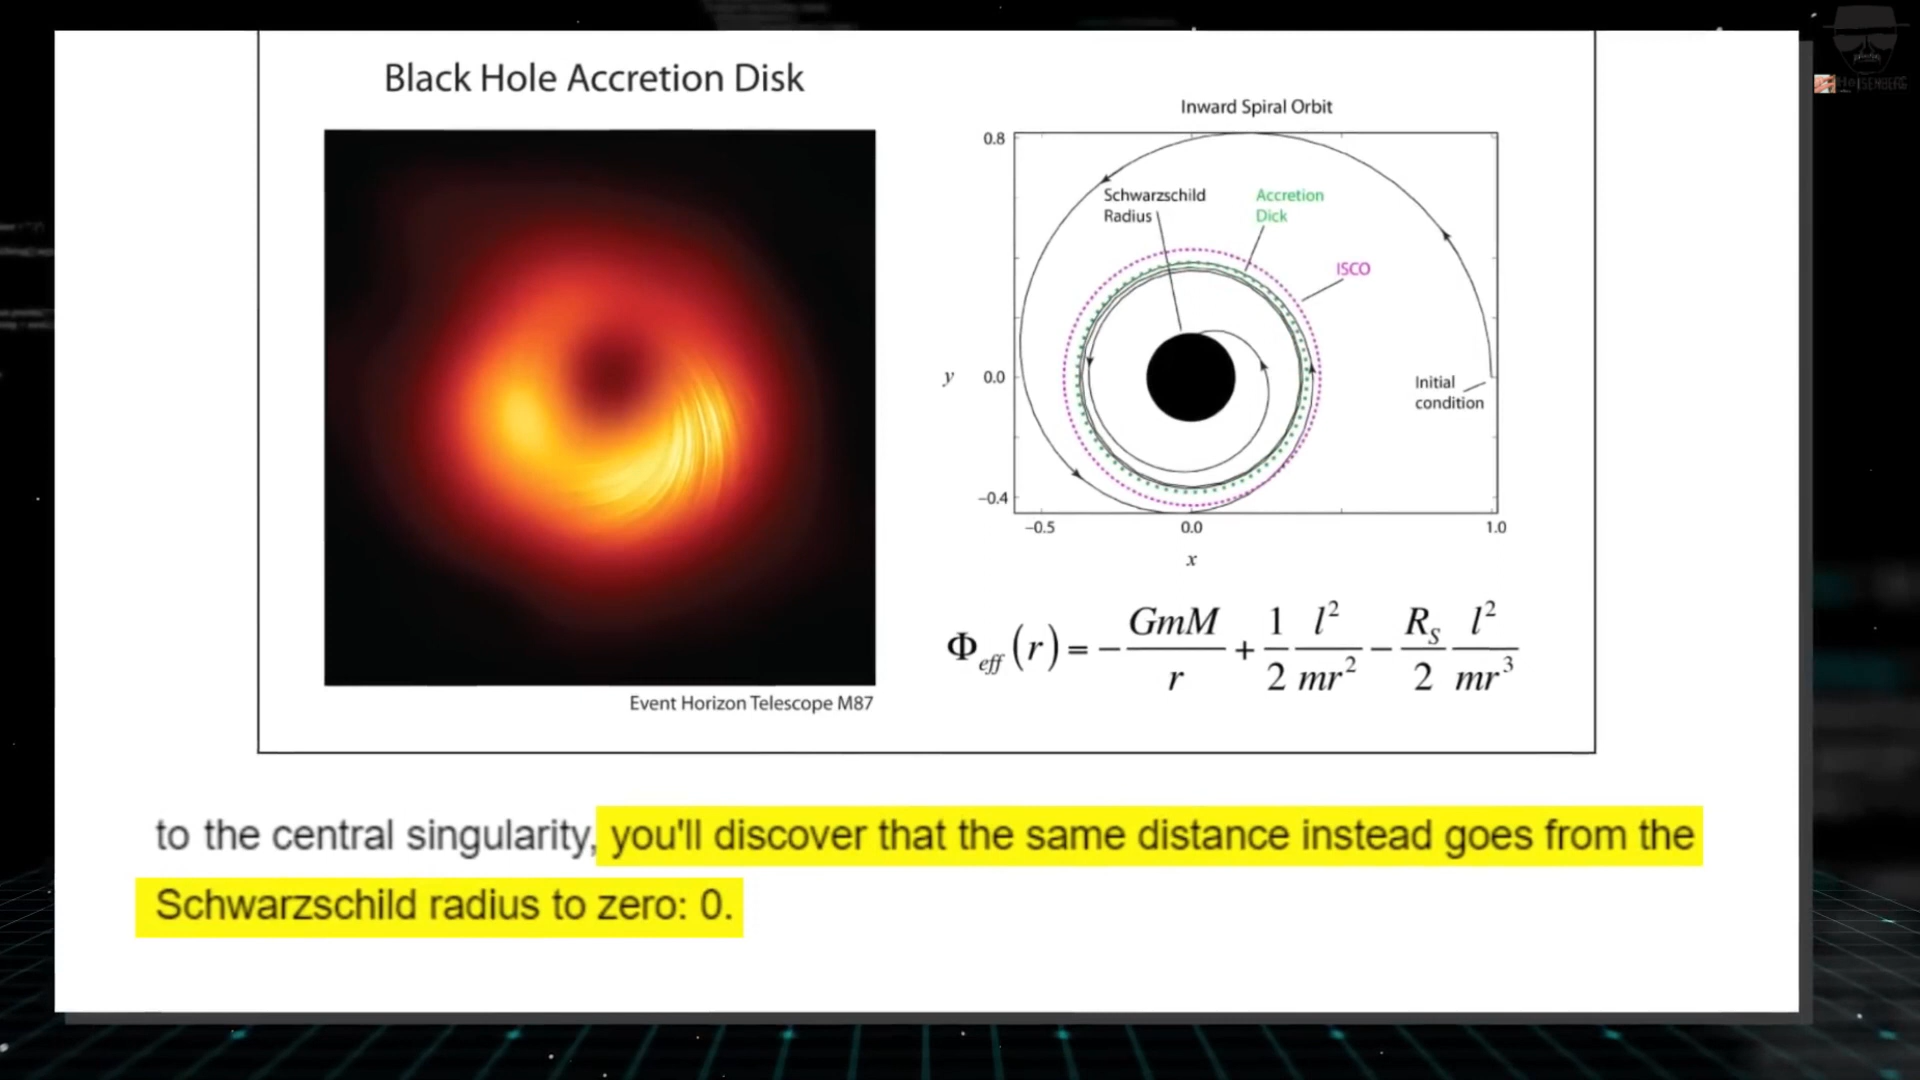 Black Hole Accretion Disk
Inward Spiral Orbit
0.8
Schwarzschild
Radius
Accretion
Dick
ISCO
y
0.0
Initial
condition
−0.4
−0.5
0.0
1.0
x
Φeff(r) = − GmM/r + 1/2 l²/mr² − R_S/2 l²/mr³
Event Horizon Telescope M87
to the central singularity, you'll discover that the same distance instead goes from the
Schwarzschild radius to zero: 0.